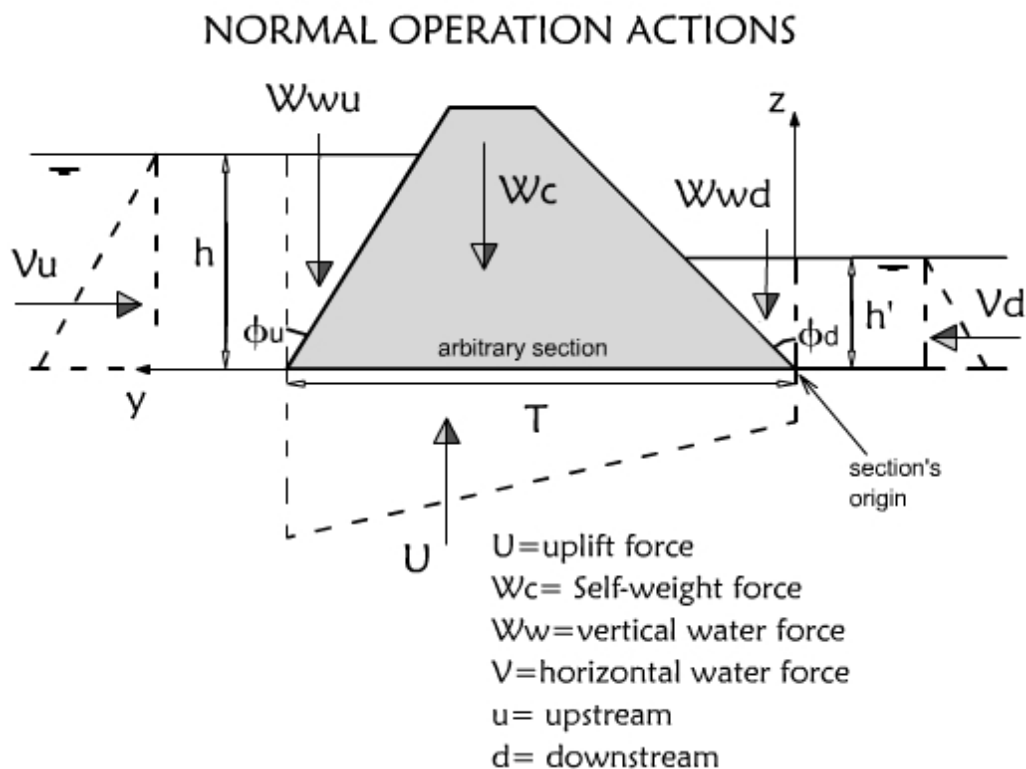 NORMAL OPERATION ACTIONS
Wwu
z
Wc
Wwd
h
Vu
h'
Vd
ϕu
ϕd
arbitrary section
y
T
section's
origin
U
U=uplift force
Wc= Self-weight force
Ww=vertical water force
V=horizontal water force
u= upstream
d= downstream